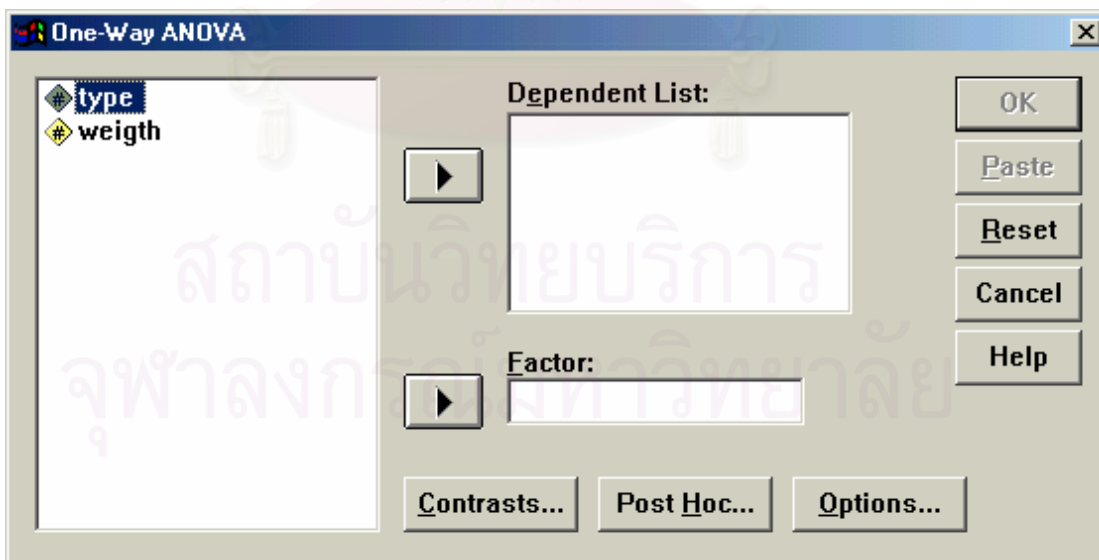 One-Way ANOVA
type
weigth
Dependent List:
Factor:
OK
Paste
Reset
Cancel
Help
Contrasts...
Post Hoc...
Options...
สถาบันวิทยบริการ
จุฬาลงกรณ์มหาวิทยาลัย